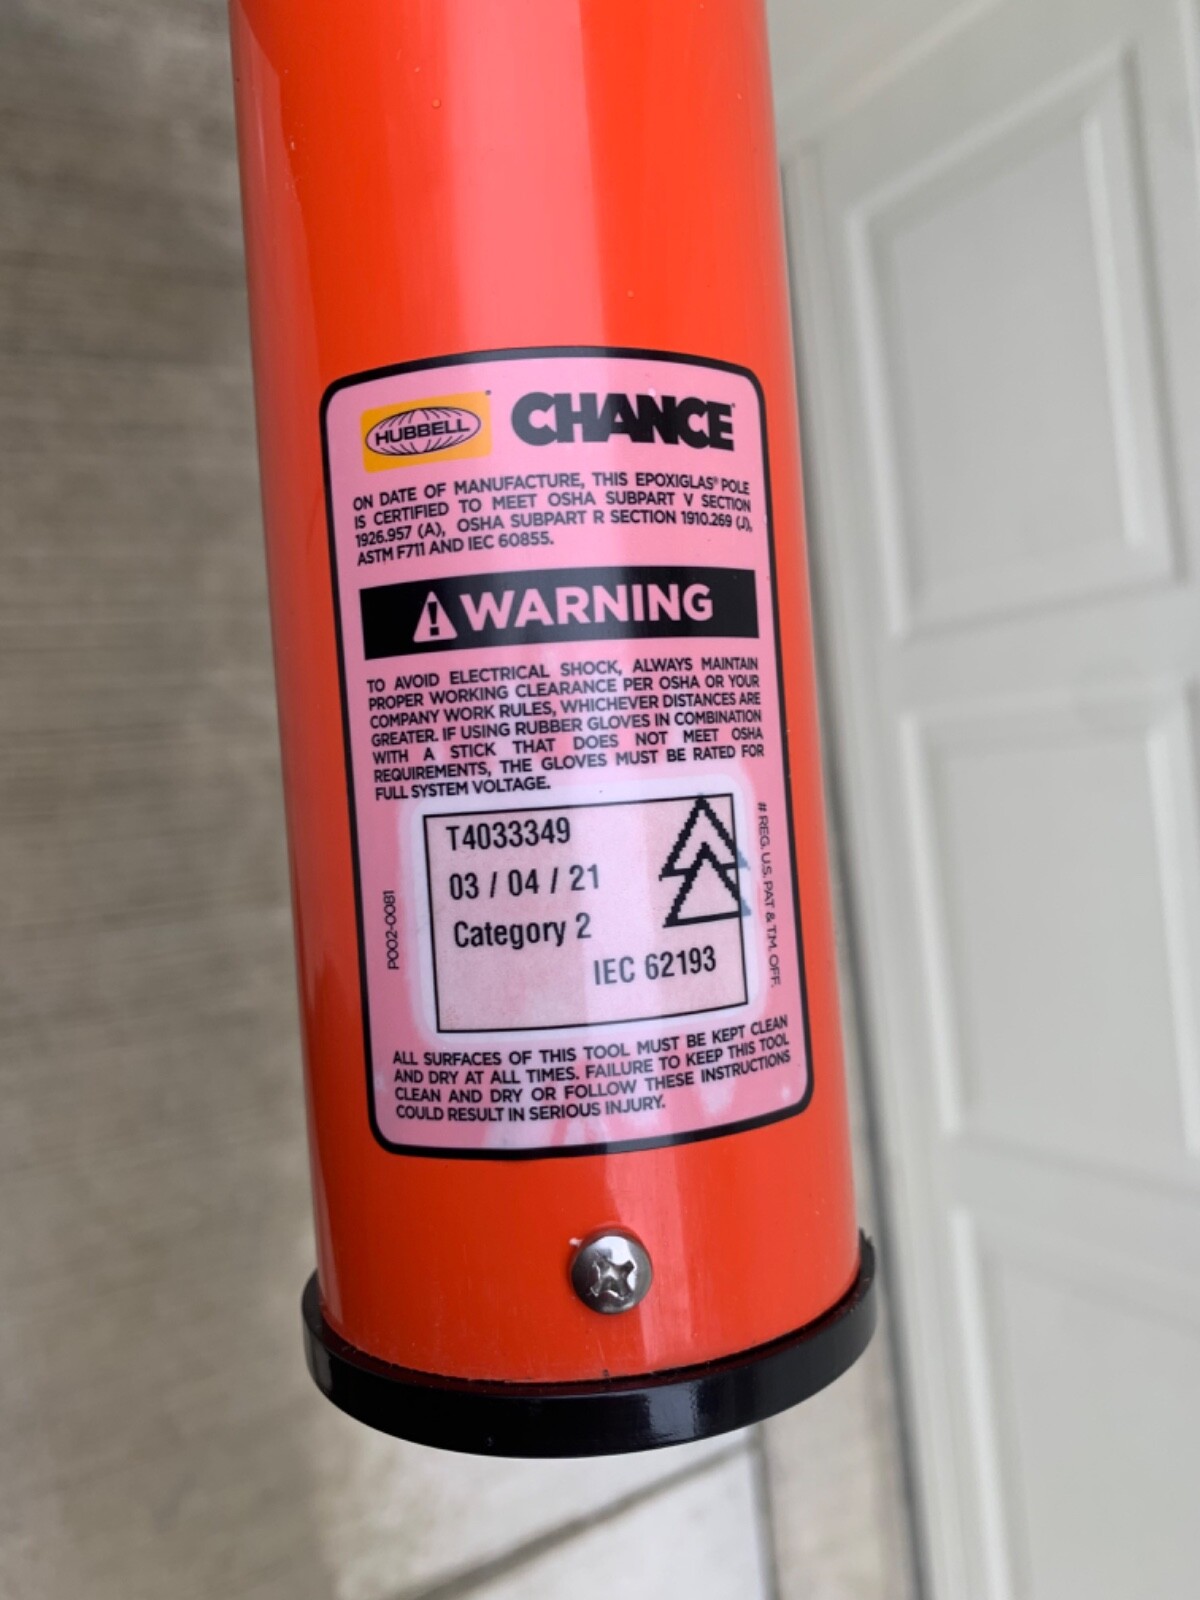 HUBBELL
CHANCE
ON DATE OF MANUFACTURE, THIS EPOXIGLAS® POLE
IS CERTIFIED TO MEET OSHA SUBPART V SECTION
1926.957 (A), OSHA SUBPART R SECTION 1910.269 (J),
ASTM F711 AND IEC 60855.
WARNING
TO AVOID ELECTRICAL SHOCK, ALWAYS MAINTAIN
PROPER WORKING CLEARANCE PER OSHA OR YOUR
COMPANY WORK RULES, WHICHEVER DISTANCES ARE
GREATER. IF USING RUBBER GLOVES IN COMBINATION
WITH A STICK THAT DOES NOT MEET OSHA
REQUIREMENTS, THE GLOVES MUST BE RATED FOR
FULL SYSTEM VOLTAGE.
T4033349
03 / 04 / 21
Category 2
IEC 62193
P002-0081
# REG. U.S. PAT & T.M. OFF.
ALL SURFACES OF THIS TOOL MUST BE KEPT CLEAN
AND DRY AT ALL TIMES. FAILURE TO KEEP THIS TOOL
CLEAN AND DRY OR FOLLOW THESE INSTRUCTIONS
COULD RESULT IN SERIOUS INJURY.